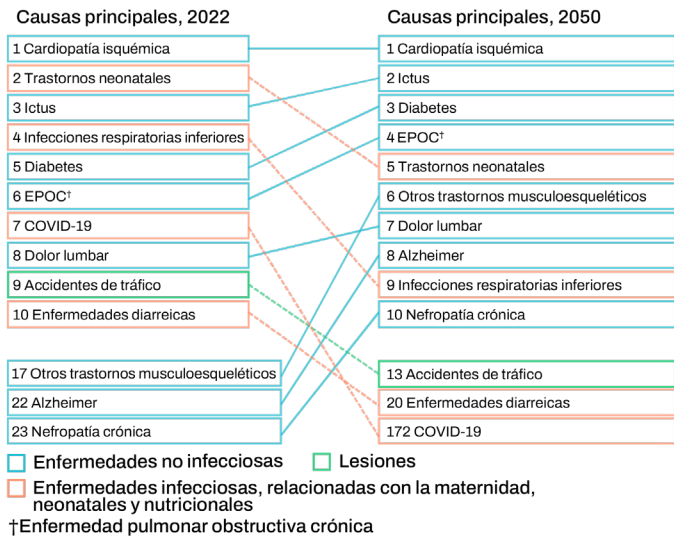 Causas principales, 2022
1 Cardiopatía isquémica
2 Trastornos neonatales
3 Ictus
4 Infecciones respiratorias inferiores
5 Diabetes
6 EPOC†
7 COVID-19
8 Dolor lumbar
9 Accidentes de tráfico
10 Enfermedades diarreicas
17 Otros trastornos musculoesqueléticos
22 Alzheimer
23 Nefropatía crónica
Causas principales, 2050
1 Cardiopatía isquémica
2 Ictus
3 Diabetes
4 EPOC†
5 Trastornos neonatales
6 Otros trastornos musculoesqueléticos
7 Dolor lumbar
8 Alzheimer
9 Infecciones respiratorias inferiores
10 Nefropatía crónica
13 Accidentes de tráfico
20 Enfermedades diarreicas
172 COVID-19
Enfermedades no infecciosas
Lesiones
Enfermedades infecciosas, relacionadas con la maternidad,
neonatales y nutricionales
†Enfermedad pulmonar obstructiva crónica